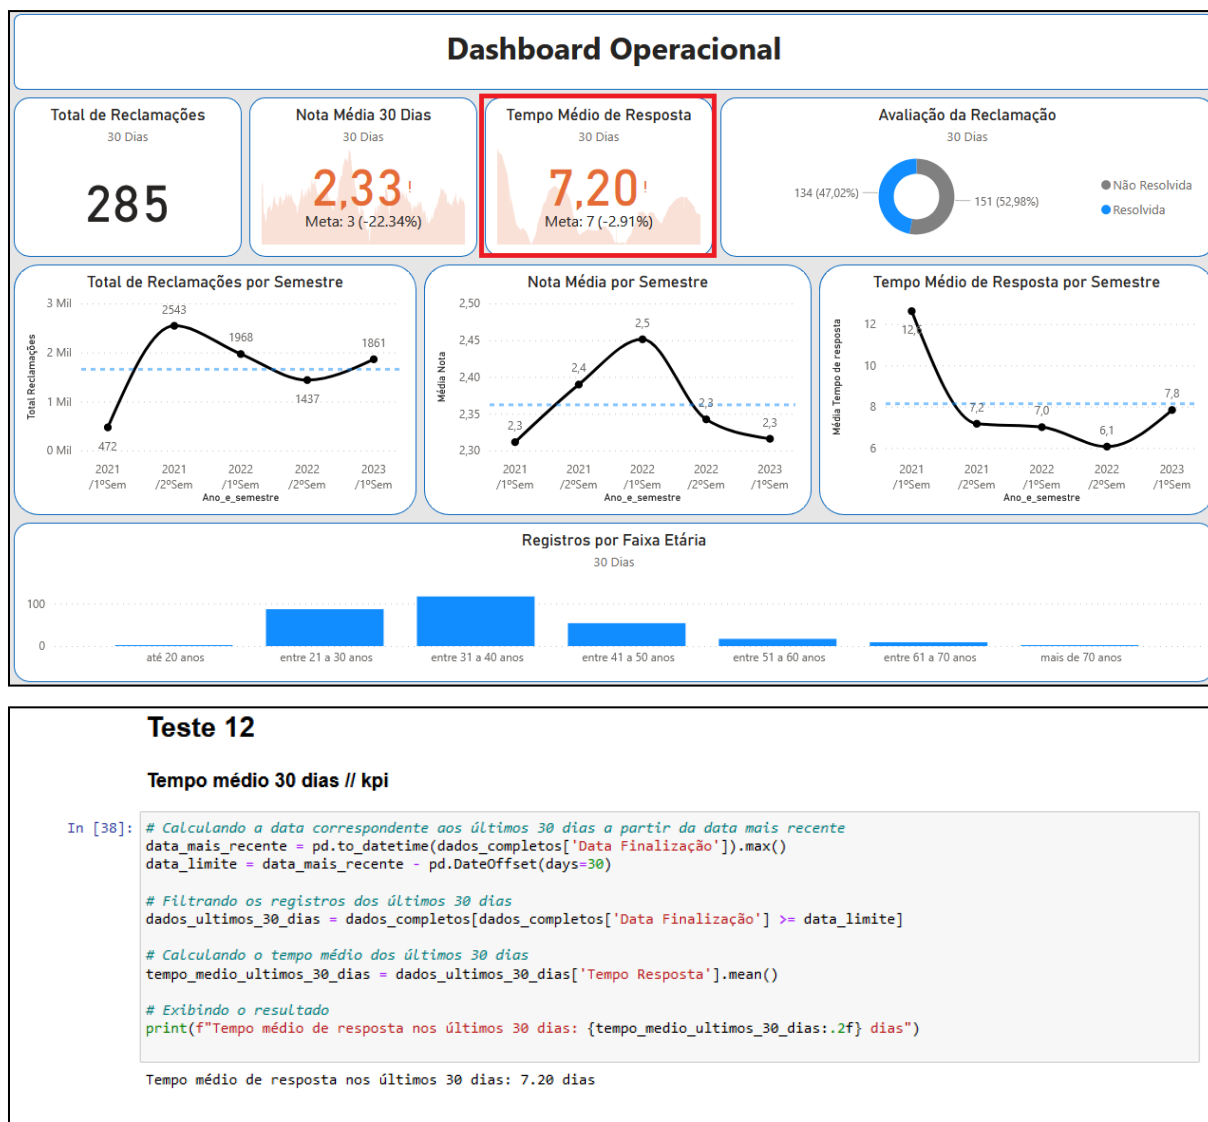 Dashboard Operacional
Total de Reclamações
30 Dias
285
Nota Média 30 Dias
30 Dias
2,33!
Meta: 3 (-22.34%)
Tempo Médio de Resposta
30 Dias
7,20!
Meta: 7 (-2.91%)
Avaliação da Reclamação
30 Dias
134 (47,02%)
151 (52,98%)
Não Resolvida
Resolvida
Total de Reclamações por Semestre
Total Reclamações
3 Mil
2 Mil
1 Mil
0 Mil
472
2543
1968
1437
1861
2021 2021 2022 2022 2023
/1ºSem /2ºSem /1ºSem /2ºSem /1ºSem
Ano_e_semestre
Nota Média por Semestre
Média Nota
2,50
2,45
2,40
2,35
2,30
2,3
2,4
2,5
2,3
2,3
2021 2021 2022 2022 2023
/1ºSem /2ºSem /1ºSem /2ºSem /1ºSem
Ano_e_semestre
Tempo Médio de Resposta por Semestre
Média Tempo de resposta
12
10
8
6
12,6
7,2
7,0
6,1
7,8
2021 2021 2022 2022 2023
/1ºSem /2ºSem /1ºSem /2ºSem /1ºSem
Ano_e_semestre
Registros por Faixa Etária
30 Dias
100
0
até 20 anos entre 21 a 30 anos entre 31 a 40 anos entre 41 a 50 anos entre 51 a 60 anos entre 61 a 70 anos mais de 70 anos
Teste 12
Tempo médio 30 dias // kpi
In [38]:
# Calculando a data correspondente aos últimos 30 dias a partir da data mais recente
data_mais_recente = pd.to_datetime(dados_completos['Data Finalização']).max()
data_limite = data_mais_recente - pd.DateOffset(days=30)
# Filtrando os registros dos últimos 30 dias
dados_ultimos_30_dias = dados_completos[dados_completos['Data Finalização'] >= data_limite]
# Calculando o tempo médio dos últimos 30 dias
tempo_medio_ultimos_30_dias = dados_ultimos_30_dias['Tempo Resposta'].mean()
# Exibindo o resultado
print(f"Tempo médio de resposta nos últimos 30 dias: {tempo_medio_ultimos_30_dias:.2f} dias")
Tempo médio de resposta nos últimos 30 dias: 7.20 dias